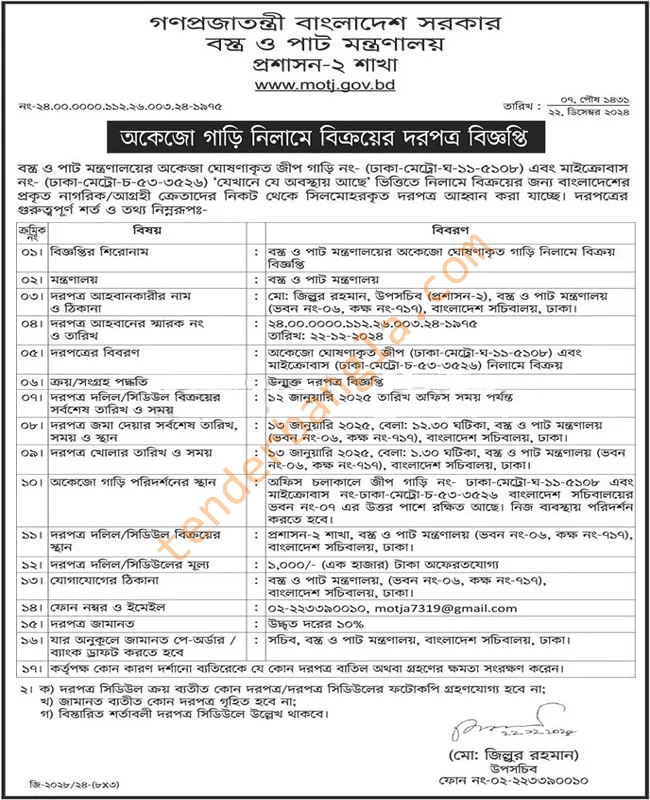 গণপ্রজাতন্ত্রী বাংলাদেশ সরকার
বস্ত্র ও পাট মন্ত্রণালয়
প্রশাসন-২ শাখা
www.motj.gov.bd
নং-২৪.০০.০০০০.১১২.২৬.০০৩.২৪-১৯৭৫
তারিখ : ০৭, পৌষ ১৪৩১
২২, ডিসেম্বর ২০২৪
অকেজো গাড়ি নিলামে বিক্রয়ের দরপত্র বিজ্ঞপ্তি
বস্ত্র ও পাট মন্ত্রণালয়ের অকেজা ঘোষণাকৃত জীপ গাড়ি নং- (ঢাকা-মেট্রো-ঘ-১১-৫১০৮) এবং মাইক্রোবাস
নং- (ঢাকা-মেট্রো-চ-৫৩-৩৫২৬) ‘যেখানে যে অবস্থায় আছে’ ভিত্তিতে নিলামে বিক্রয়ের জন্য বাংলাদেশের
প্রকৃত নাগরিক/আগ্রহী ক্রেতাদের নিকট থেকে সিলমোহরকৃত দরপত্র আহ্বান করা যাচ্ছে। দরপত্রের
গুরুত্বপূর্ণ শর্ত ও তথ্য নিম্নরূপঃ-
ক্রমিক নং বিষয় বিবরণ
০১। বিজ্ঞপ্তির শিরোনাম : বস্ত্র ও পাট মন্ত্রণালয়ের অকেজো ঘোষণাকৃত গাড়ি নিলামে বিক্রয়
বিজ্ঞপ্তি
০২। মন্ত্রণালয় : বস্ত্র ও পাট মন্ত্রণালয়
০৩। দরপত্র আহবানকারীর নাম : মো: জিল্লুর রহমান, উপসচিব (প্রশাসন-২), বস্ত্র ও পাট মন্ত্রণালয়
ও ঠিকানা (ভবন নং-০৬, কক্ষ নং-৭১৭), বাংলাদেশ সচিবালয়, ঢাকা।
০৪। দরপত্র আহবানের স্মারক নং : ২৪.০০.০০০০.১১২.২৬.০০৩.২৪-১৯৭৫
ও তারিখ তারিখ: ২২-১২-২০২৪
০৫। দরপত্রের বিবরণ : অকেজো ঘোষণাকৃত জীপ (ঢাকা-মেট্রো-ঘ-১১-৫১০৮) এবং
মাইক্রোবাস (ঢাকা-মেট্রো-চ-৫৩-৩৫২৬) নিলামে বিক্রয়
০৬। ক্রয়/সংগ্রহ পদ্ধতি : উন্মুক্ত দরপত্র বিজ্ঞপ্তি
০৭। দরপত্র দলিল/সিডিউল বিক্রয়ের : ১২ জানুয়ারি ২০২৫ তারিখ অফিস সময় পর্যন্ত
সর্বশেষ তারিখ ও সময়
০৮। দরপত্র জমা দেয়ার সর্বশেষ তারিখ, : ১৩ জানুয়ারি ২০২৫, বেলা: ১২.৩০ ঘটিকা, বস্ত্র ও পাট মন্ত্রণালয়
সময় ও স্থান (ভবন নং-০৬, কক্ষ নং-৭১৭), বাংলাদেশ সচিবালয়, ঢাকা।
০৯। দরপত্র খোলার তারিখ ও সময় : ১৩ জানুয়ারি ২০২৫, বেলা: ১.৩০ ঘটিকা, বস্ত্র ও পাট মন্ত্রণালয় (ভবন
নং-০৬, কক্ষ নং-৭১৭), বাংলাদেশ সচিবালয়, ঢাকা।
১০। অকেজো গাড়ি পরিদর্শনের স্থান : অফিস চলাকালে জীপ গাড়ি নং- ঢাকা-মেট্রো-ঘ-১১-৫১০৮ এবং
মাইক্রোবাস নং-ঢাকা-মেট্রো-চ-৫৩-৩৫২৬ বাংলাদেশ সচিবালয়ের
ভবন নং-০৭ এর উত্তর পাশে রক্ষিত আছে। নিজ ব্যবস্থায় পরিদর্শন
করতে হবে।
১১। দরপত্র দলিল/সিডিউল বিক্রয়ের : প্রশাসন-২ শাখা, বস্ত্র ও পাট মন্ত্রণালয় (ভবন নং-০৬, কক্ষ নং-৭১৭),
স্থান বাংলাদেশ সচিবালয়, ঢাকা।
১২। দরপত্র দলিল/সিডিউলের মূল্য : ১,০০০/- (এক হাজার) টাকা অফেরতযোগ্য
১৩। যোগাযোগের ঠিকানা : বস্ত্র ও পাট মন্ত্রণালয়, (ভবন নং-০৬, কক্ষ নং-৭১৭),
বাংলাদেশ সচিবালয়, ঢাকা।
১৪। ফোন নম্বর ও ইমেইল : ০২-২২৩৩৯০০১০, motja7319@gmail.com
১৫। দরপত্র জামানত : উদ্ধৃত দরের ১০%
১৬। যার অনুকূলে জামানত পে-অর্ডার / : সচিব, বস্ত্র ও পাট মন্ত্রণালয়, বাংলাদেশ সচিবালয়, ঢাকা।
ব্যাংক ড্রাফট করতে হবে
১৭। কর্তৃপক্ষ কোন কারণ দর্শানো ব্যতিরেকে যে কোন দরপত্র বাতিল অথবা গ্রহণের ক্ষমতা সংরক্ষণ করেন।
২। ক) দরপত্র সিডিউল ক্রয় ব্যতীত কোন দরপত্র/দরপত্র সিডিউলের ফটোকপি গ্রহণযোগ্য হবে না;
খ) জামানত ব্যতীত কোন দরপত্র গৃহিত হবে না;
গ) বিস্তারিত শর্তাবলী দরপত্র সিডিউলে উল্লেখ থাকবে।
২২.১২.২০২৪
(মো: জিল্লুর রহমান)
উপসচিব
ফোন নং-০২-২২৩৩৯০০১০
জি-২০২৮/২৪-(৮x৩)
tenderbangla.com